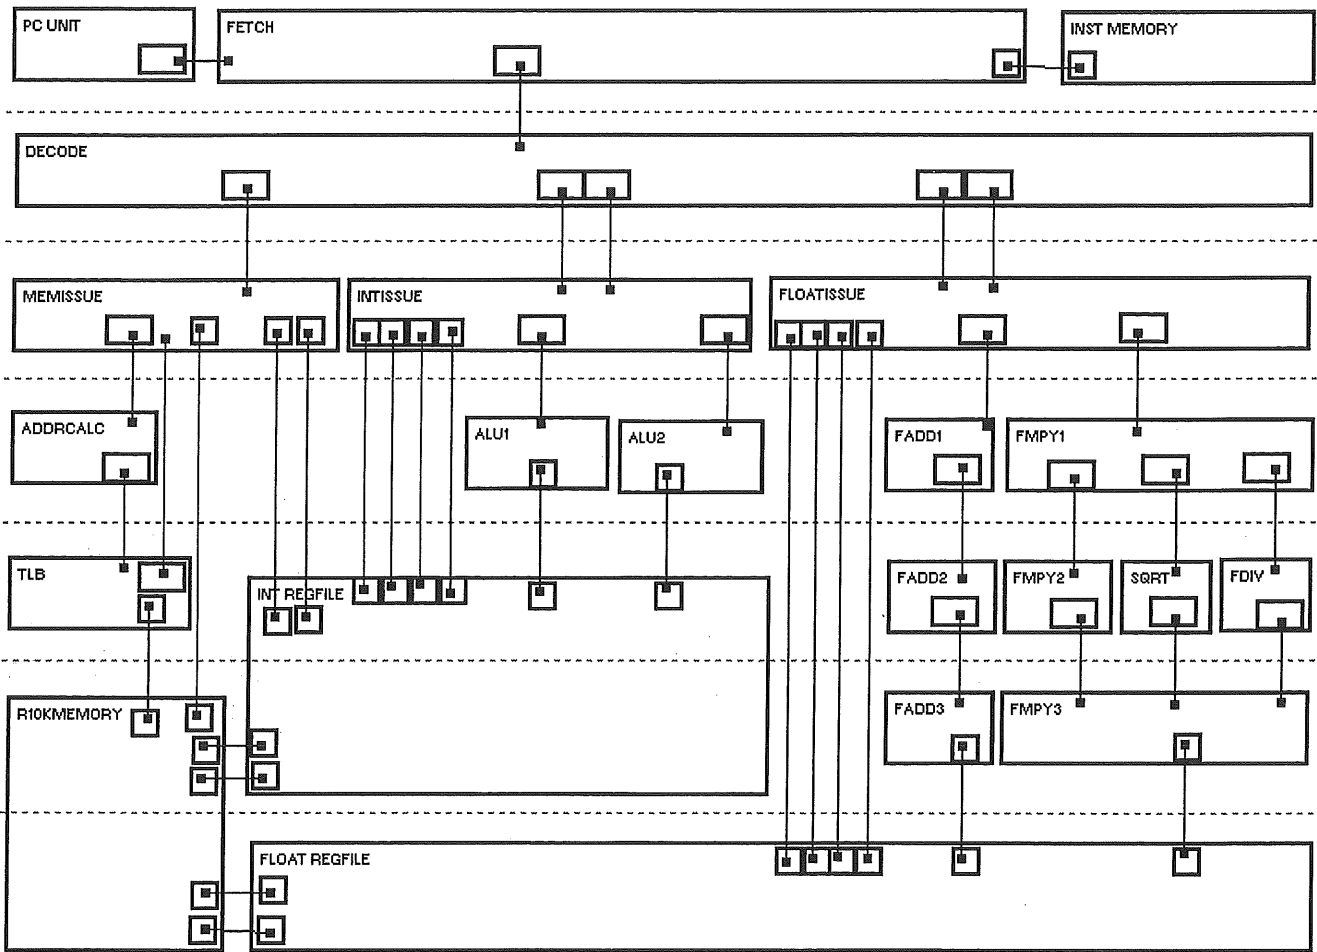 PC UNIT
FETCH
INST MEMORY
DECODE
MEMISSUE
INTISSUE
FLOATISSUE
ADDRCALC
ALU1
ALU2
FADD1
FMPY1
TLB
INT REGFILE
FADD2
FMPY2
SQRT
FDIV
R10KMEMORY
FADD3
FMPY3
FLOAT REGFILE